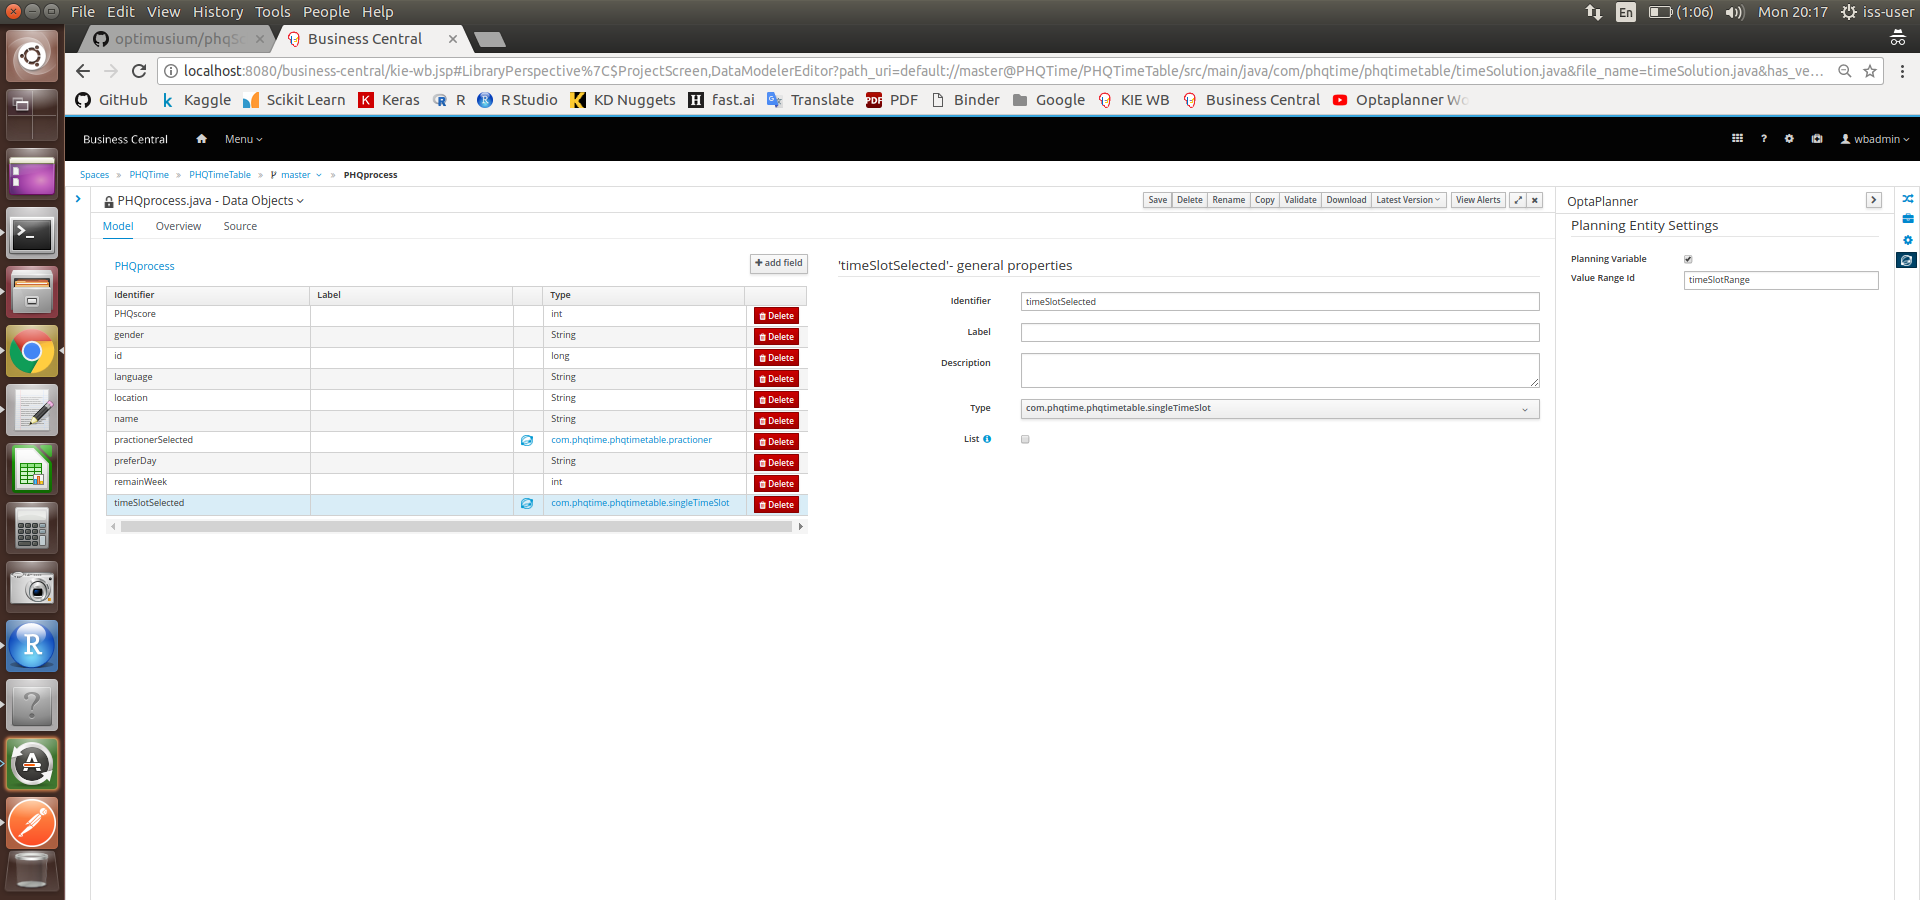 File Edit View History Tools People Help
En (1:06) Mon 20:17 iss-user
optimusium/phqSc Business Central
localhost:8080/business-central/kie-wb.jsp#LibraryPerspective%7C$ProjectScreen,DataModelerEditor?path_uri=default://master@PHQTime/PHQTimeTable/src/main/java/com/phqtime/phqtimetable/timeSolution.java&file_name=timeSolution.java&has_ve...
GitHub Kaggle Scikit Learn Keras R R Studio KD Nuggets fast.ai Translate PDF Binder Google KIE WB Business Central Optaplanner Wo
Business Central Menu wbadmin
Spaces » PHQTime » PHQTimeTable » master » PHQprocess
PHQprocess.java - Data Objects
Save Delete Rename Copy Validate Download Latest Version View Alerts
Model Overview Source
PHQprocess
+ add field
Identifier Label Type
PHQscore int Delete
gender String Delete
id long Delete
language String Delete
location String Delete
name String Delete
practionerSelected com.phqtime.phqtimetable.practioner Delete
preferDay String Delete
remainWeek int Delete
timeSlotSelected com.phqtime.phqtimetable.singleTimeSlot Delete
'timeSlotSelected'- general properties
Identifier timeSlotSelected
Label
Description
Type com.phqtime.phqtimetable.singleTimeSlot
List
OptaPlanner
Planning Entity Settings
Planning Variable
Value Range Id timeSlotRange